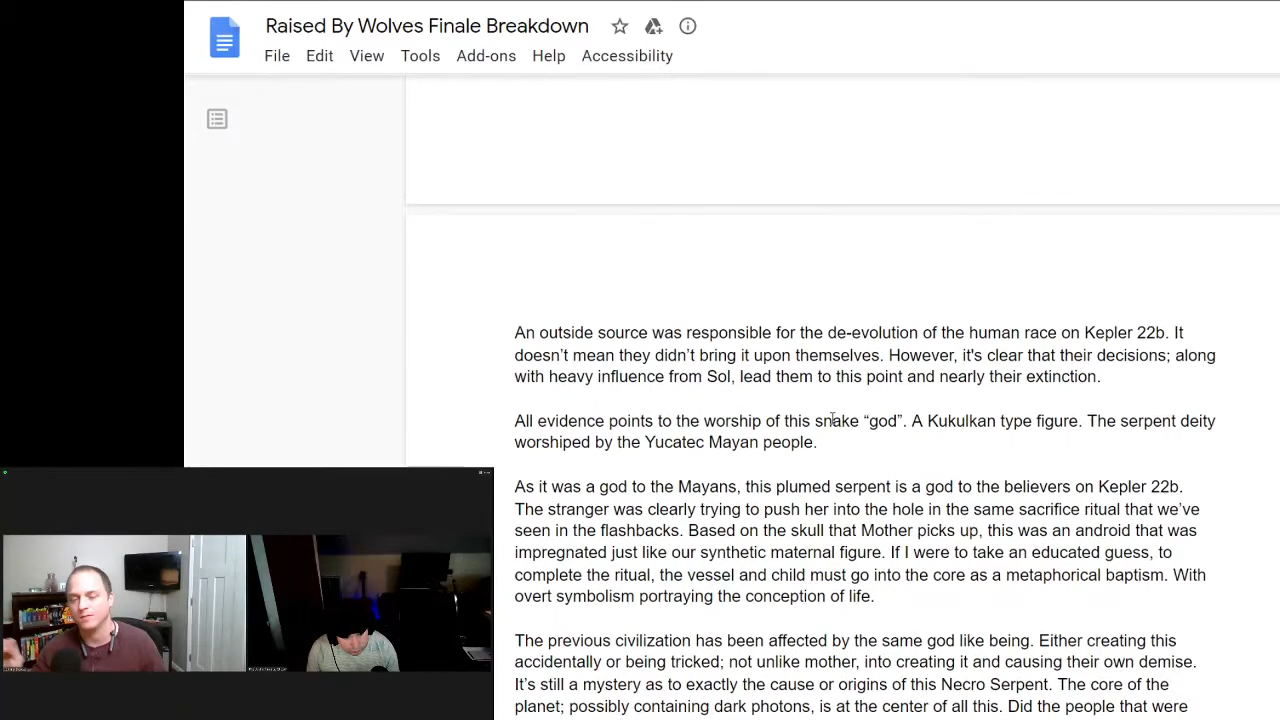 Raised By Wolves Finale Breakdown
File Edit View Tools Add-ons Help Accessibility
An outside source was responsible for the de-evolution of the human race on Kepler 22b. It
doesn’t mean they didn’t bring it upon themselves. However, it's clear that their decisions; along
with heavy influence from Sol, lead them to this point and nearly their extinction.
All evidence points to the worship of this snake “god”. A Kukulkan type figure. The serpent deity
worshiped by the Yucatec Mayan people.
As it was a god to the Mayans, this plumed serpent is a god to the believers on Kepler 22b.
The stranger was clearly trying to push her into the hole in the same sacrifice ritual that we’ve
seen in the flashbacks. Based on the skull that Mother picks up, this was an android that was
impregnated just like our synthetic maternal figure. If I were to take an educated guess, to
complete the ritual, the vessel and child must go into the core as a metaphorical baptism. With
overt symbolism portraying the conception of life.
The previous civilization has been affected by the same god like being. Either creating this
accidentally or being tricked; not unlike mother, into creating it and causing their own demise.
It’s still a mystery as to exactly the cause or origins of this Necro Serpent. The core of the
planet; possibly containing dark photons, is at the center of all this. Did the people that were